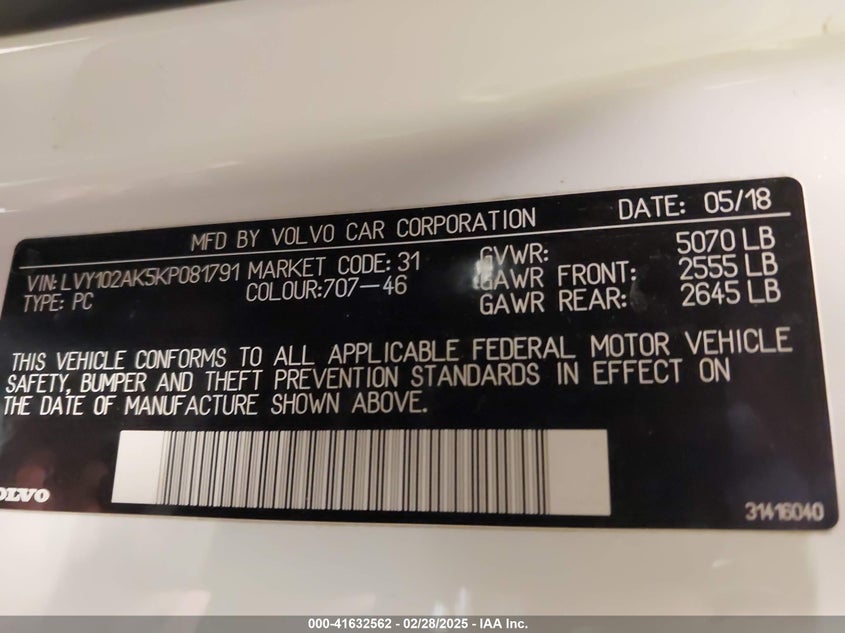 MFD BY VOLVO CAR CORPORATION DATE: 05/18
VIN: LVY102AK5KP081791 MARKET CODE: 31 GVWR: 5070 LB
TYPE: PC COLOUR:707-46 GAWR FRONT: 2555 LB
GAWR REAR: 2645 LB
THIS VEHICLE CONFORMS TO ALL APPLICABLE FEDERAL MOTOR VEHICLE
SAFETY, BUMPER AND THEFT PREVENTION STANDARDS IN EFFECT ON
THE DATE OF MANUFACTURE SHOWN ABOVE.
OLVO
31416040
000-41632562 - 02/28/2025 - IAA Inc.